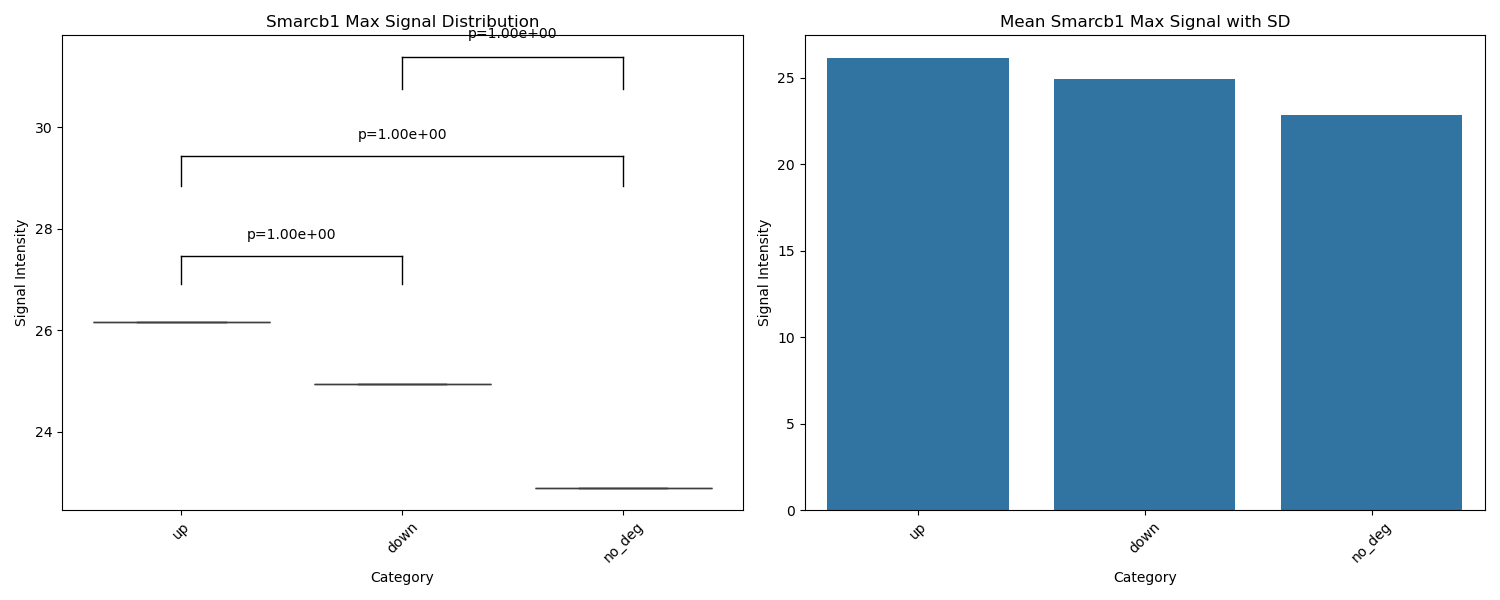 Smarcb1 Max Signal Distribution
p=1.00e+00
p=1.00e+00
p=1.00e+00
30
28
26
24
Signal Intensity
up
down
no_deg
Category
Mean Smarcb1 Max Signal with SD
25
20
15
10
5
0
Signal Intensity
up
down
no_deg
Category